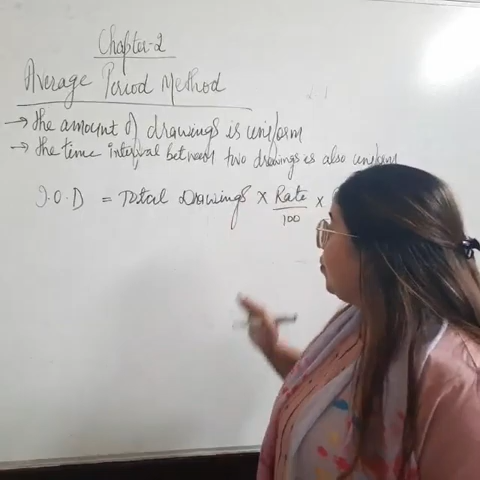 Chapter-2
Average Period Method
→ The amount of drawings is uniform
→ The time interval between two drawings is also uniform
I.O.D = Total Drawings × Rate/100 ×